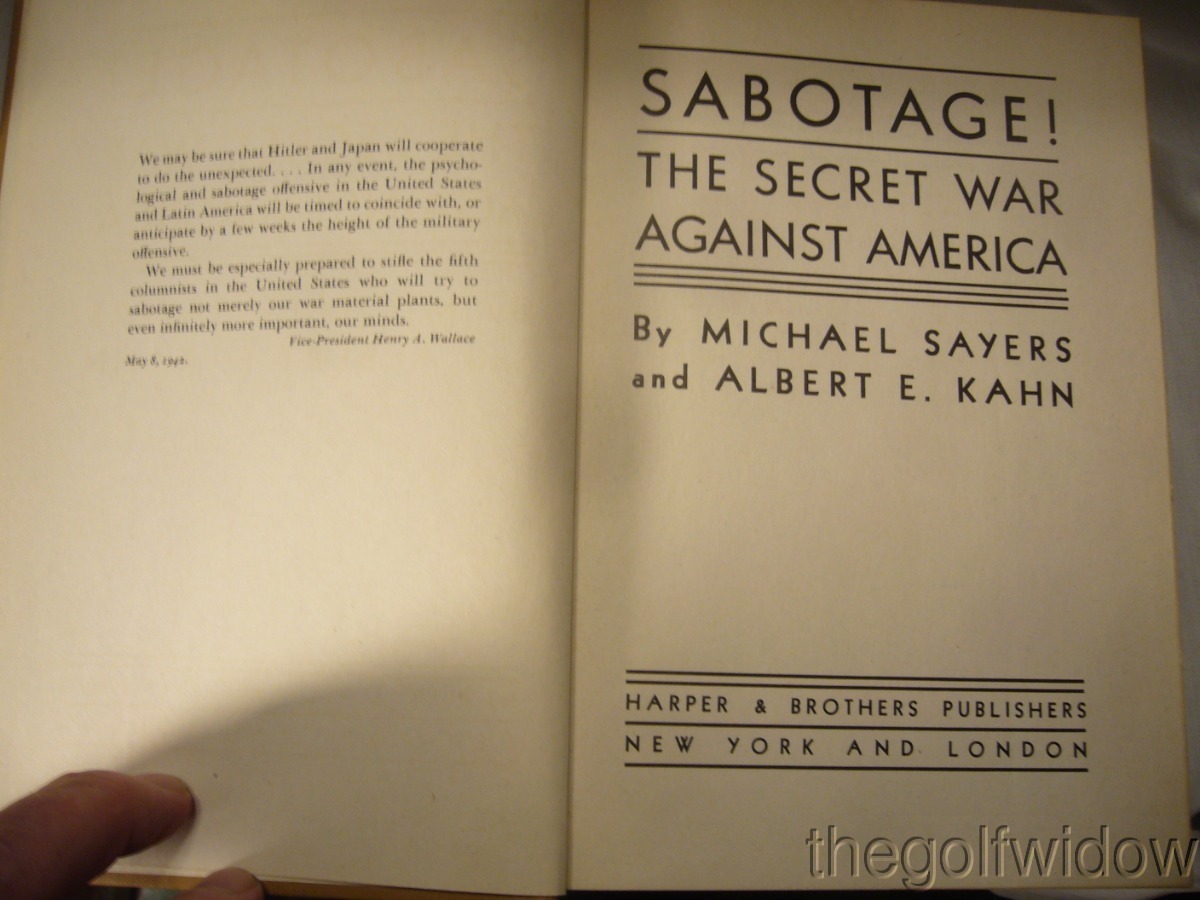 We may be sure that Hitler and Japan will cooperate
to do the unexpected. . . . In any event, the psycho-
logical and sabotage offensive in the United States
and Latin America will be timed to coincide with, or
anticipate by a few weeks the height of the military
offensive.
We must be especially prepared to stifle the fifth
columnists in the United States who will try to
sabotage not merely our war material plants, but
even infinitely more important, our minds.
Vice-President Henry A. Wallace
May 8, 1942.
SABOTAGE!
THE SECRET WAR
AGAINST AMERICA
By MICHAEL SAYERS
and ALBERT E. KAHN
HARPER & BROTHERS PUBLISHERS
NEW YORK AND LONDON
thegolfwidow